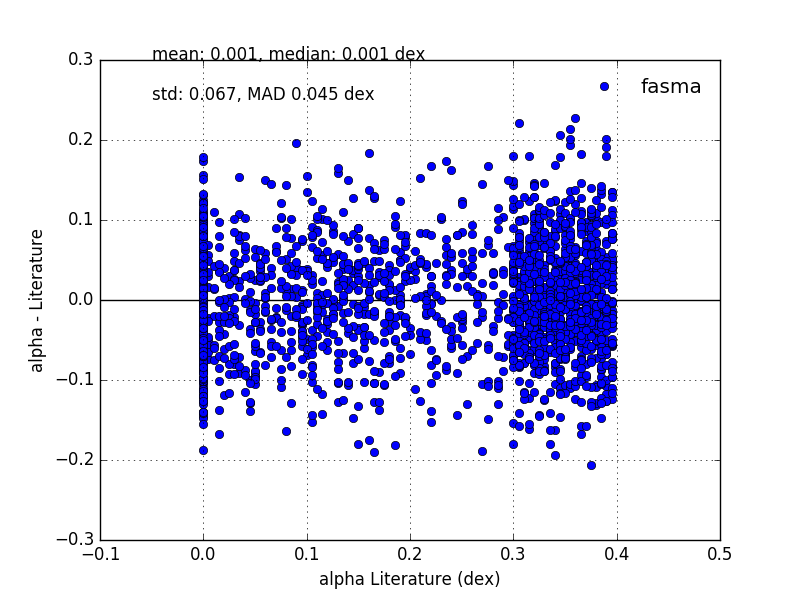 mean: 0.001, median: 0.001 dex
std: 0.067, MAD 0.045 dex
fasma
0.3
0.2
0.1
0.0
−0.1
−0.2
−0.3
alpha - Literature
−0.1 0.0 0.1 0.2 0.3 0.4 0.5
alpha Literature (dex)